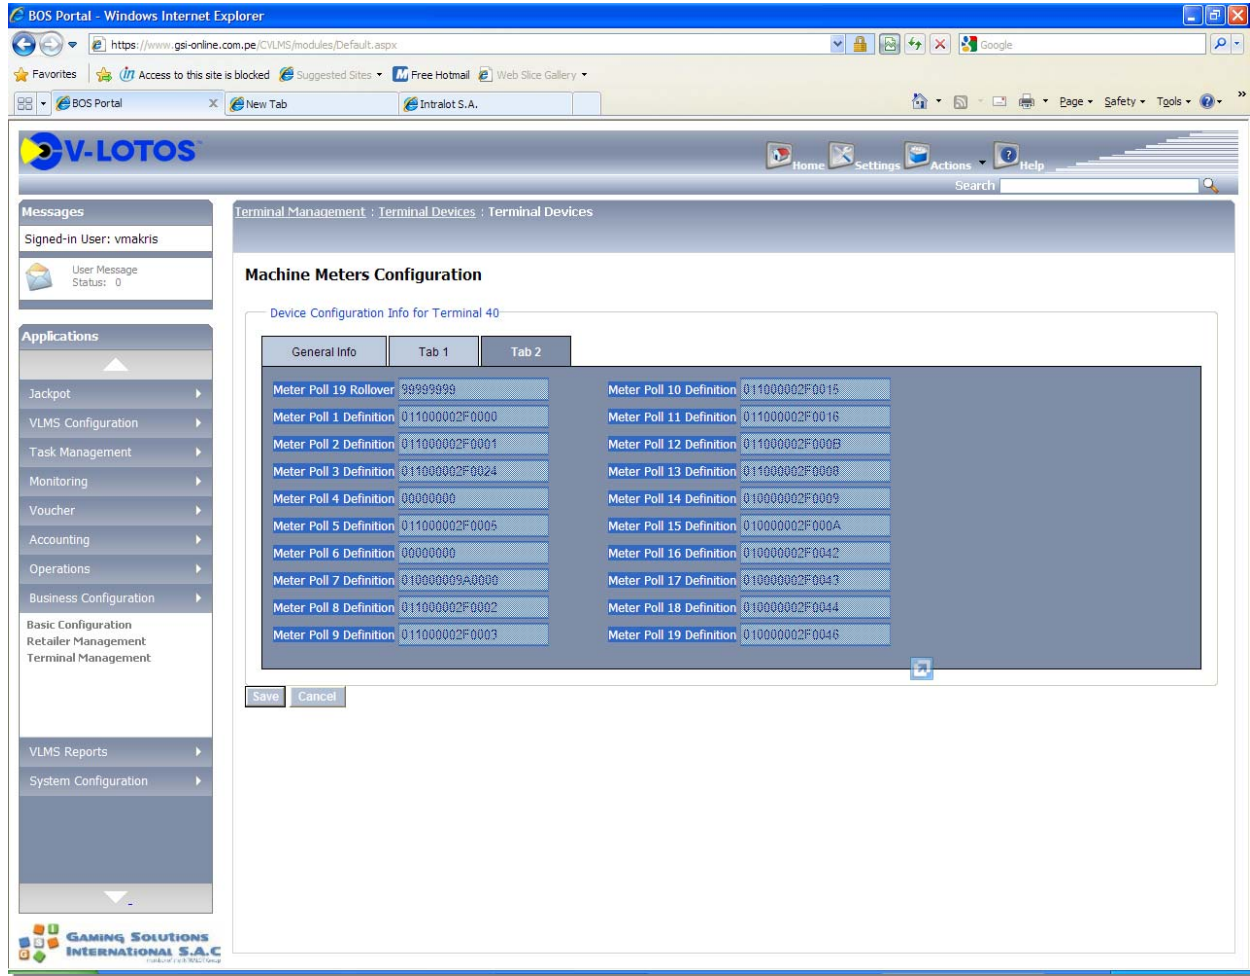 BOS Portal - Windows Internet Explorer
https://www.gsi-online.com.pe/CVLMS/modules/Default.aspx
Google
Favorites
Access to this site is blocked
Suggested Sites
Free Hotmail
Web Slice Gallery
BOS Portal
New Tab
Intralot S.A.
Page
Safety
Tools
V-LOTOS
Home
Settings
Actions
Help
Search
Messages
Signed-in User: vmakris
User Message
Status: 0
Applications
Jackpot
VLMS Configuration
Task Management
Monitoring
Voucher
Accounting
Operations
Business Configuration
Basic Configuration
Retailer Management
Terminal Management
VLMS Reports
System Configuration
GAMING SOLUTIONS
INTERNATIONAL S.A.C
Terminal Management : Terminal Devices : Terminal Devices
Machine Meters Configuration
Device Configuration Info for Terminal 40
General Info
Tab 1
Tab 2
Meter Poll 19 Rollover 99999999
Meter Poll 1 Definition 011000002F0000
Meter Poll 2 Definition 011000002F0001
Meter Poll 3 Definition 011000002F0024
Meter Poll 4 Definition 00000000
Meter Poll 5 Definition 011000002F0005
Meter Poll 6 Definition 00000000
Meter Poll 7 Definition 010000009A0000
Meter Poll 8 Definition 011000002F0002
Meter Poll 9 Definition 011000002F0003
Meter Poll 10 Definition 011000002F0015
Meter Poll 11 Definition 011000002F0016
Meter Poll 12 Definition 011000002F000B
Meter Poll 13 Definition 011000002F0008
Meter Poll 14 Definition 010000002F0009
Meter Poll 15 Definition 010000002F000A
Meter Poll 16 Definition 010000002F0042
Meter Poll 17 Definition 010000002F0043
Meter Poll 18 Definition 010000002F0044
Meter Poll 19 Definition 010000002F0046
Save
Cancel